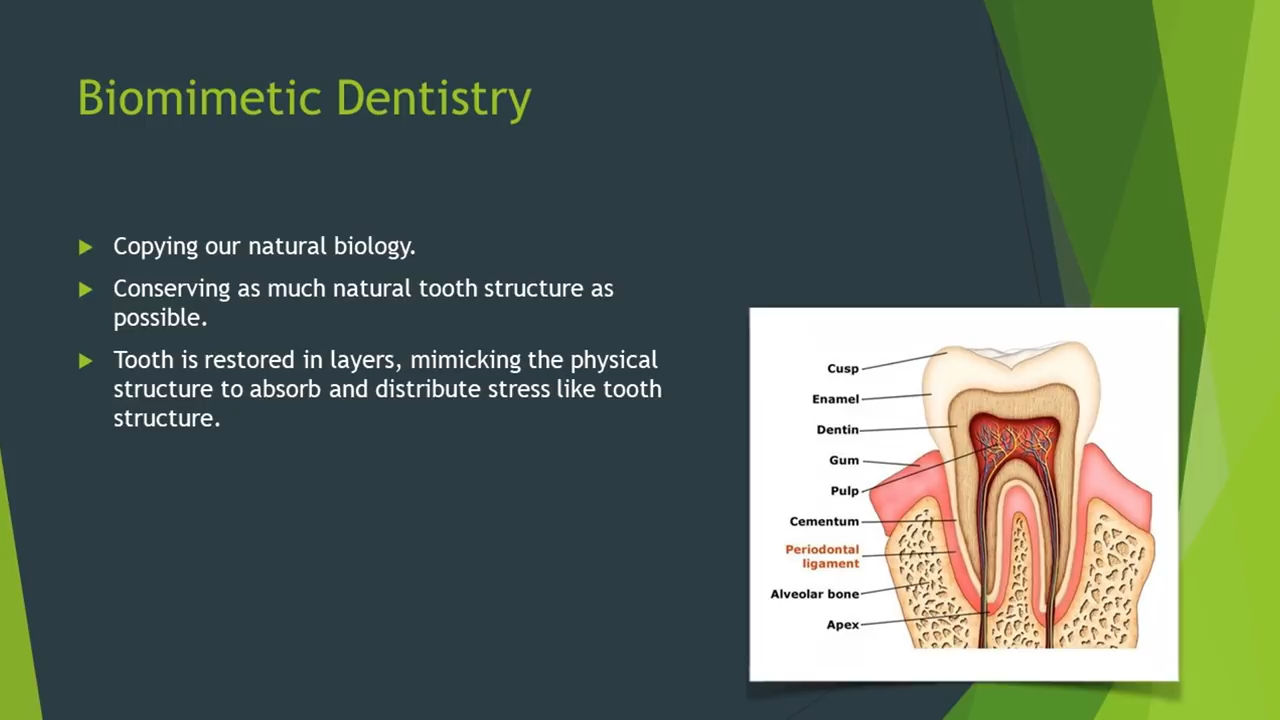 Biomimetic Dentistry
Copying our natural biology.
Conserving as much natural tooth structure as
possible.
Tooth is restored in layers, mimicking the physical
structure to absorb and distribute stress like tooth
structure.
Cusp
Enamel
Dentin
Gum
Pulp
Cementum
Periodontal
ligament
Alveolar bone
Apex